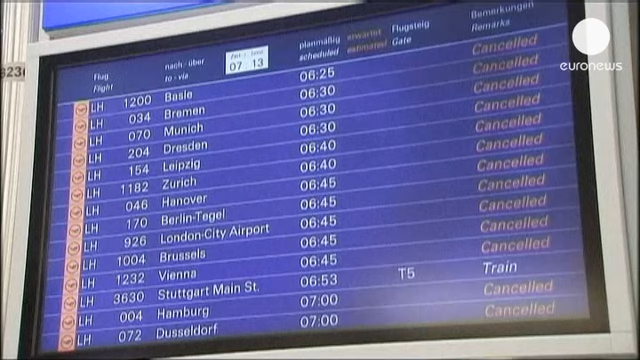 euronews
Flug nach · über Zeit / Time planmäßig erwartet Flugsteig Bemerkungen
Flight to · via 07 13 scheduled estimated Gate Remarks
LH 1200 Basle 06:25 Cancelled
LH 034 Bremen 06:30 Cancelled
LH 070 Munich 06:30 Cancelled
LH 204 Dresden 06:30 Cancelled
LH 154 Leipzig 06:40 Cancelled
LH 1182 Zurich 06:40 Cancelled
LH 046 Hanover 06:45 Cancelled
LH 170 Berlin-Tegel 06:45 Cancelled
LH 926 London-City Airport 06:45 Cancelled
LH 1004 Brussels 06:45 Cancelled
LH 1232 Vienna 06:45 Cancelled
LH 3630 Stuttgart Main St. 06:53 T5 Train
LH 004 Hamburg 07:00 Cancelled
LH 072 Dusseldorf 07:00 Cancelled